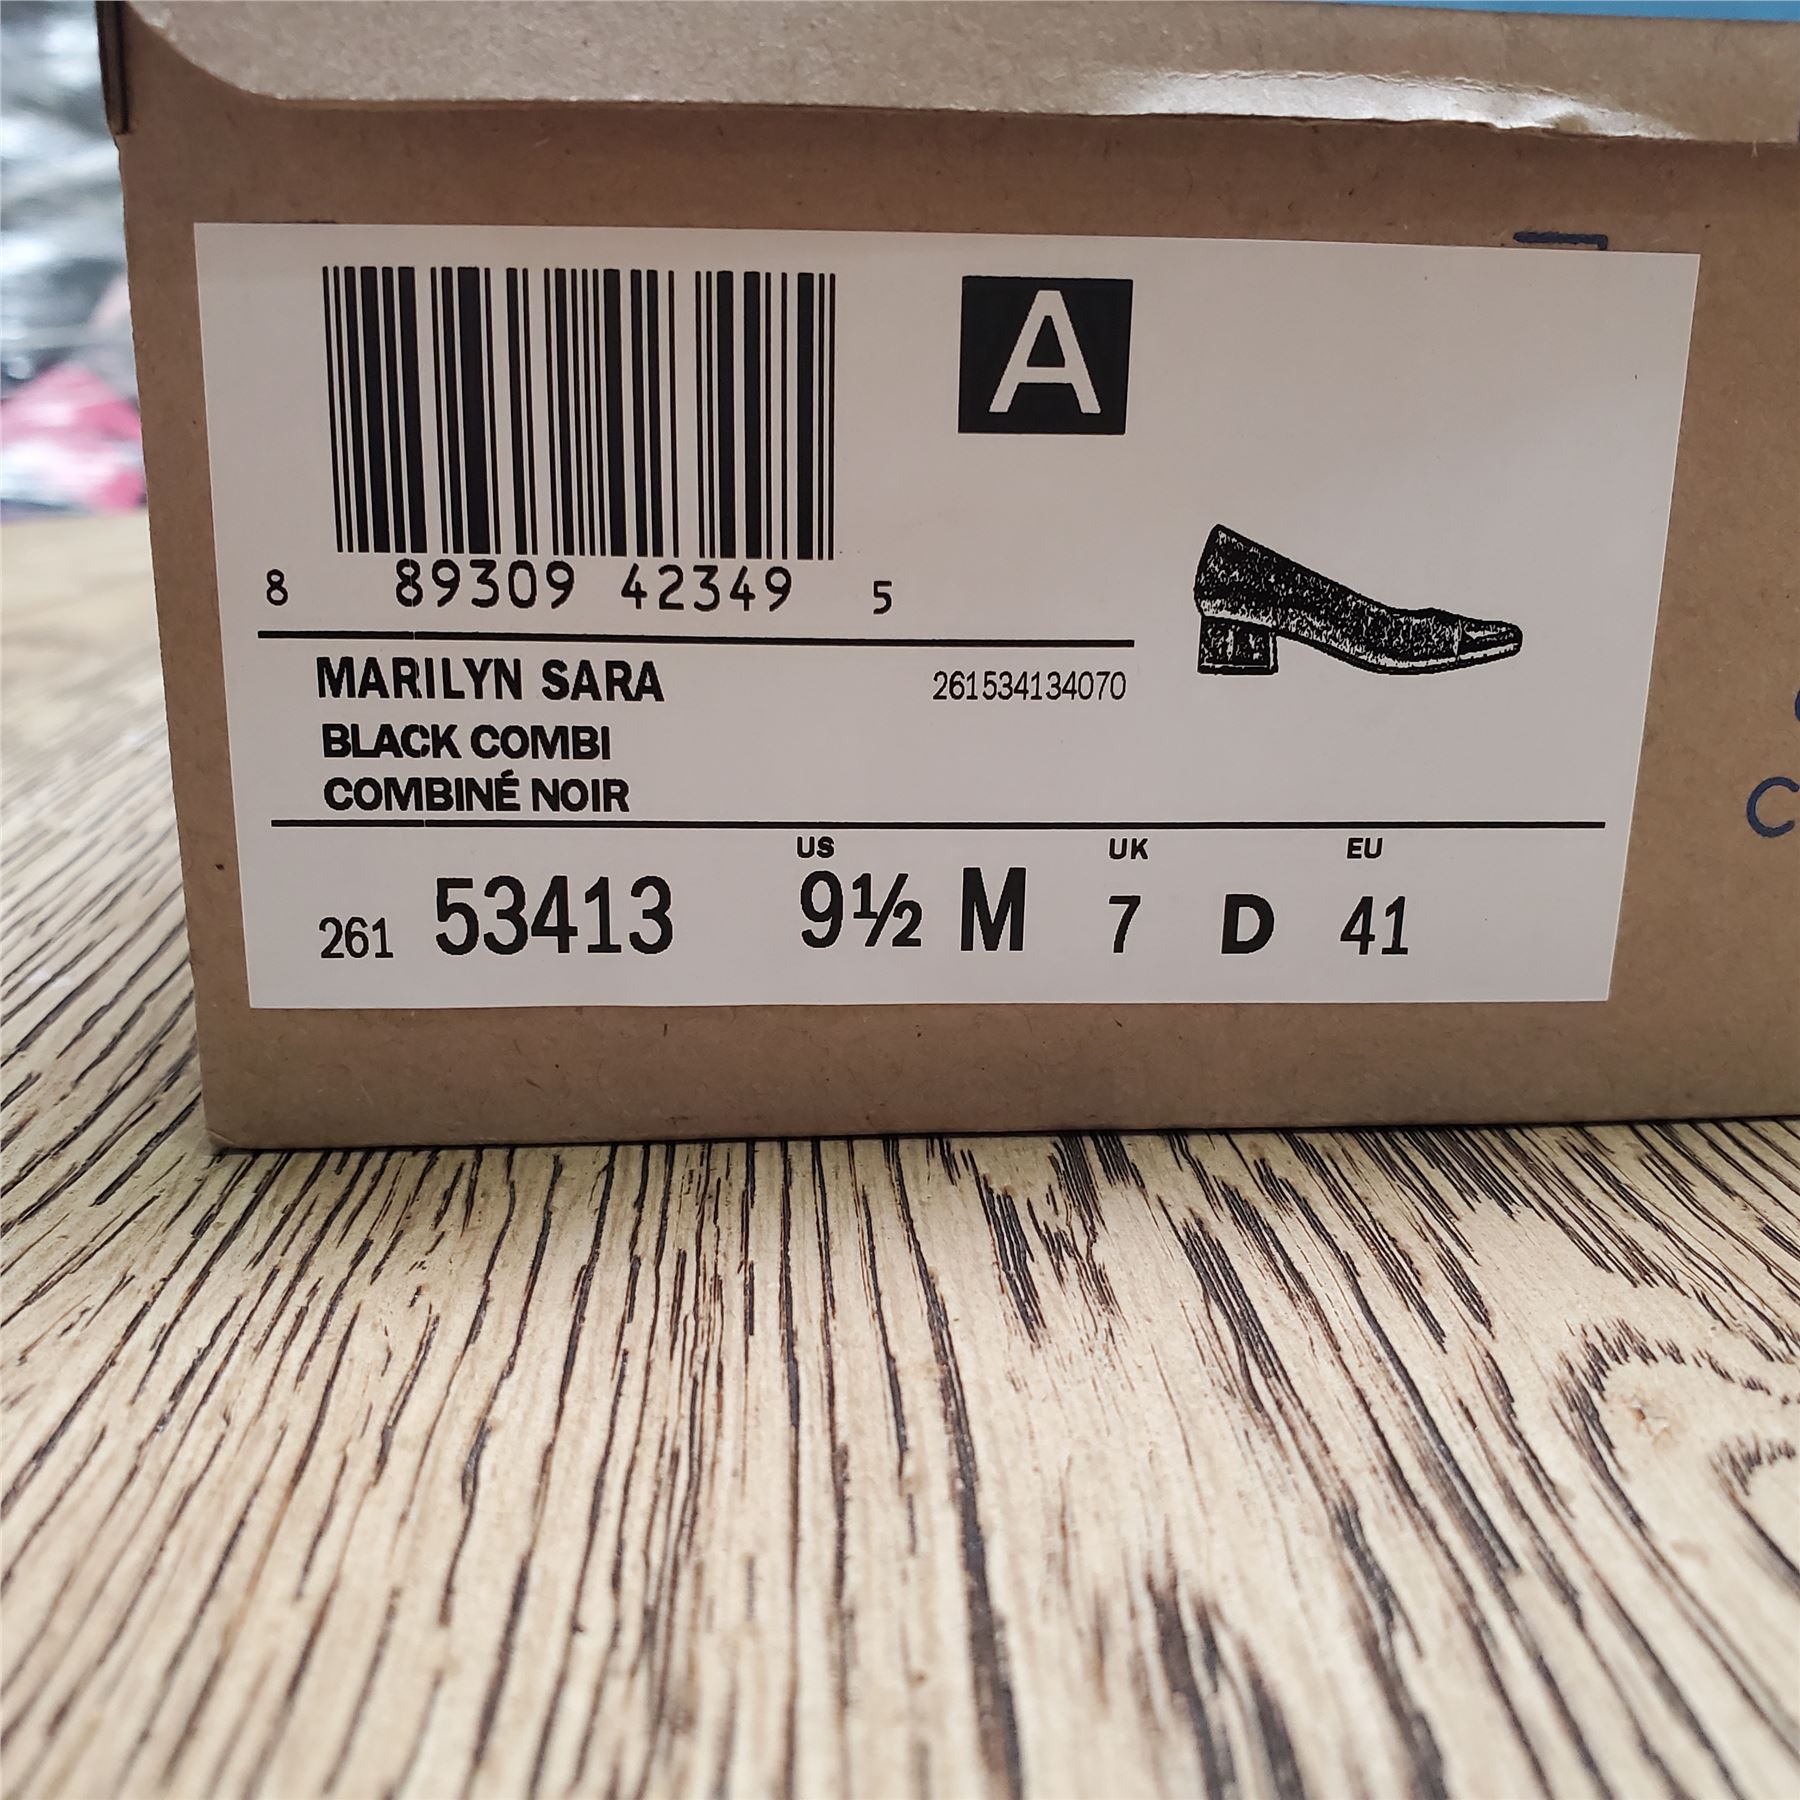 A
8 89309 42349 5
MARILYN SARA 261534134070
BLACK COMBI
COMBINÉ NOIR
US UK EU
261 53413 9½ M 7 D 41